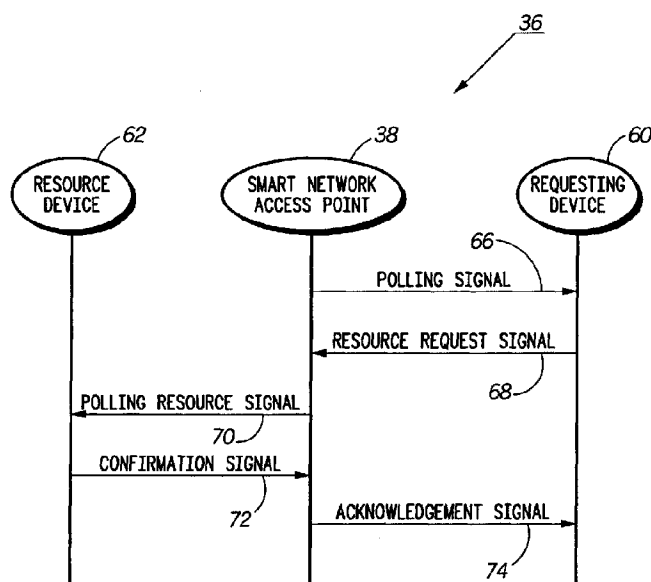 36
62
38
60
RESOURCE
DEVICE
SMART NETWORK
ACCESS POINT
REQUESTING
DEVICE
POLLING SIGNAL
66
RESOURCE REQUEST SIGNAL
68
POLLING RESOURCE SIGNAL
70
CONFIRMATION SIGNAL
72
ACKNOWLEDGEMENT SIGNAL
74